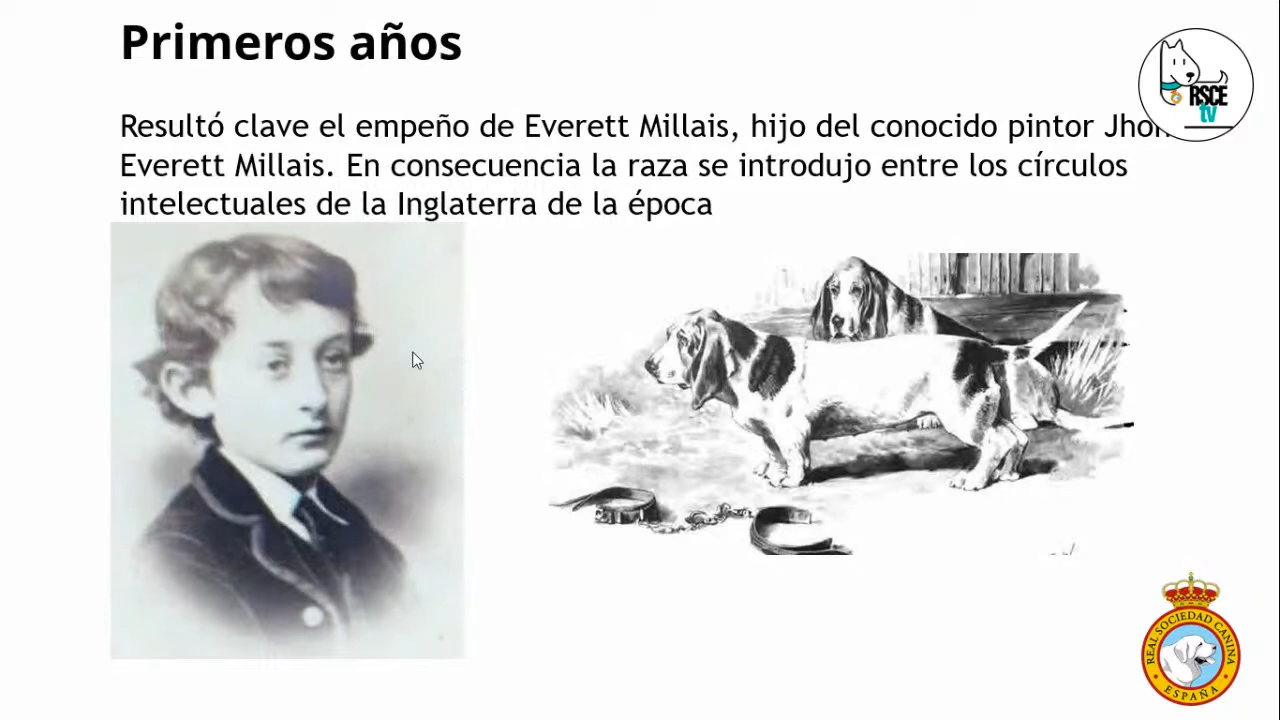 Primeros años
RSCE
tv
Resultó clave el empeño de Everett Millais, hijo del conocido pintor Jhon
Everett Millais. En consecuencia la raza se introdujo entre los círculos
intelectuales de la Inglaterra de la época
REAL SOCIEDAD CANINA
ESPAÑA